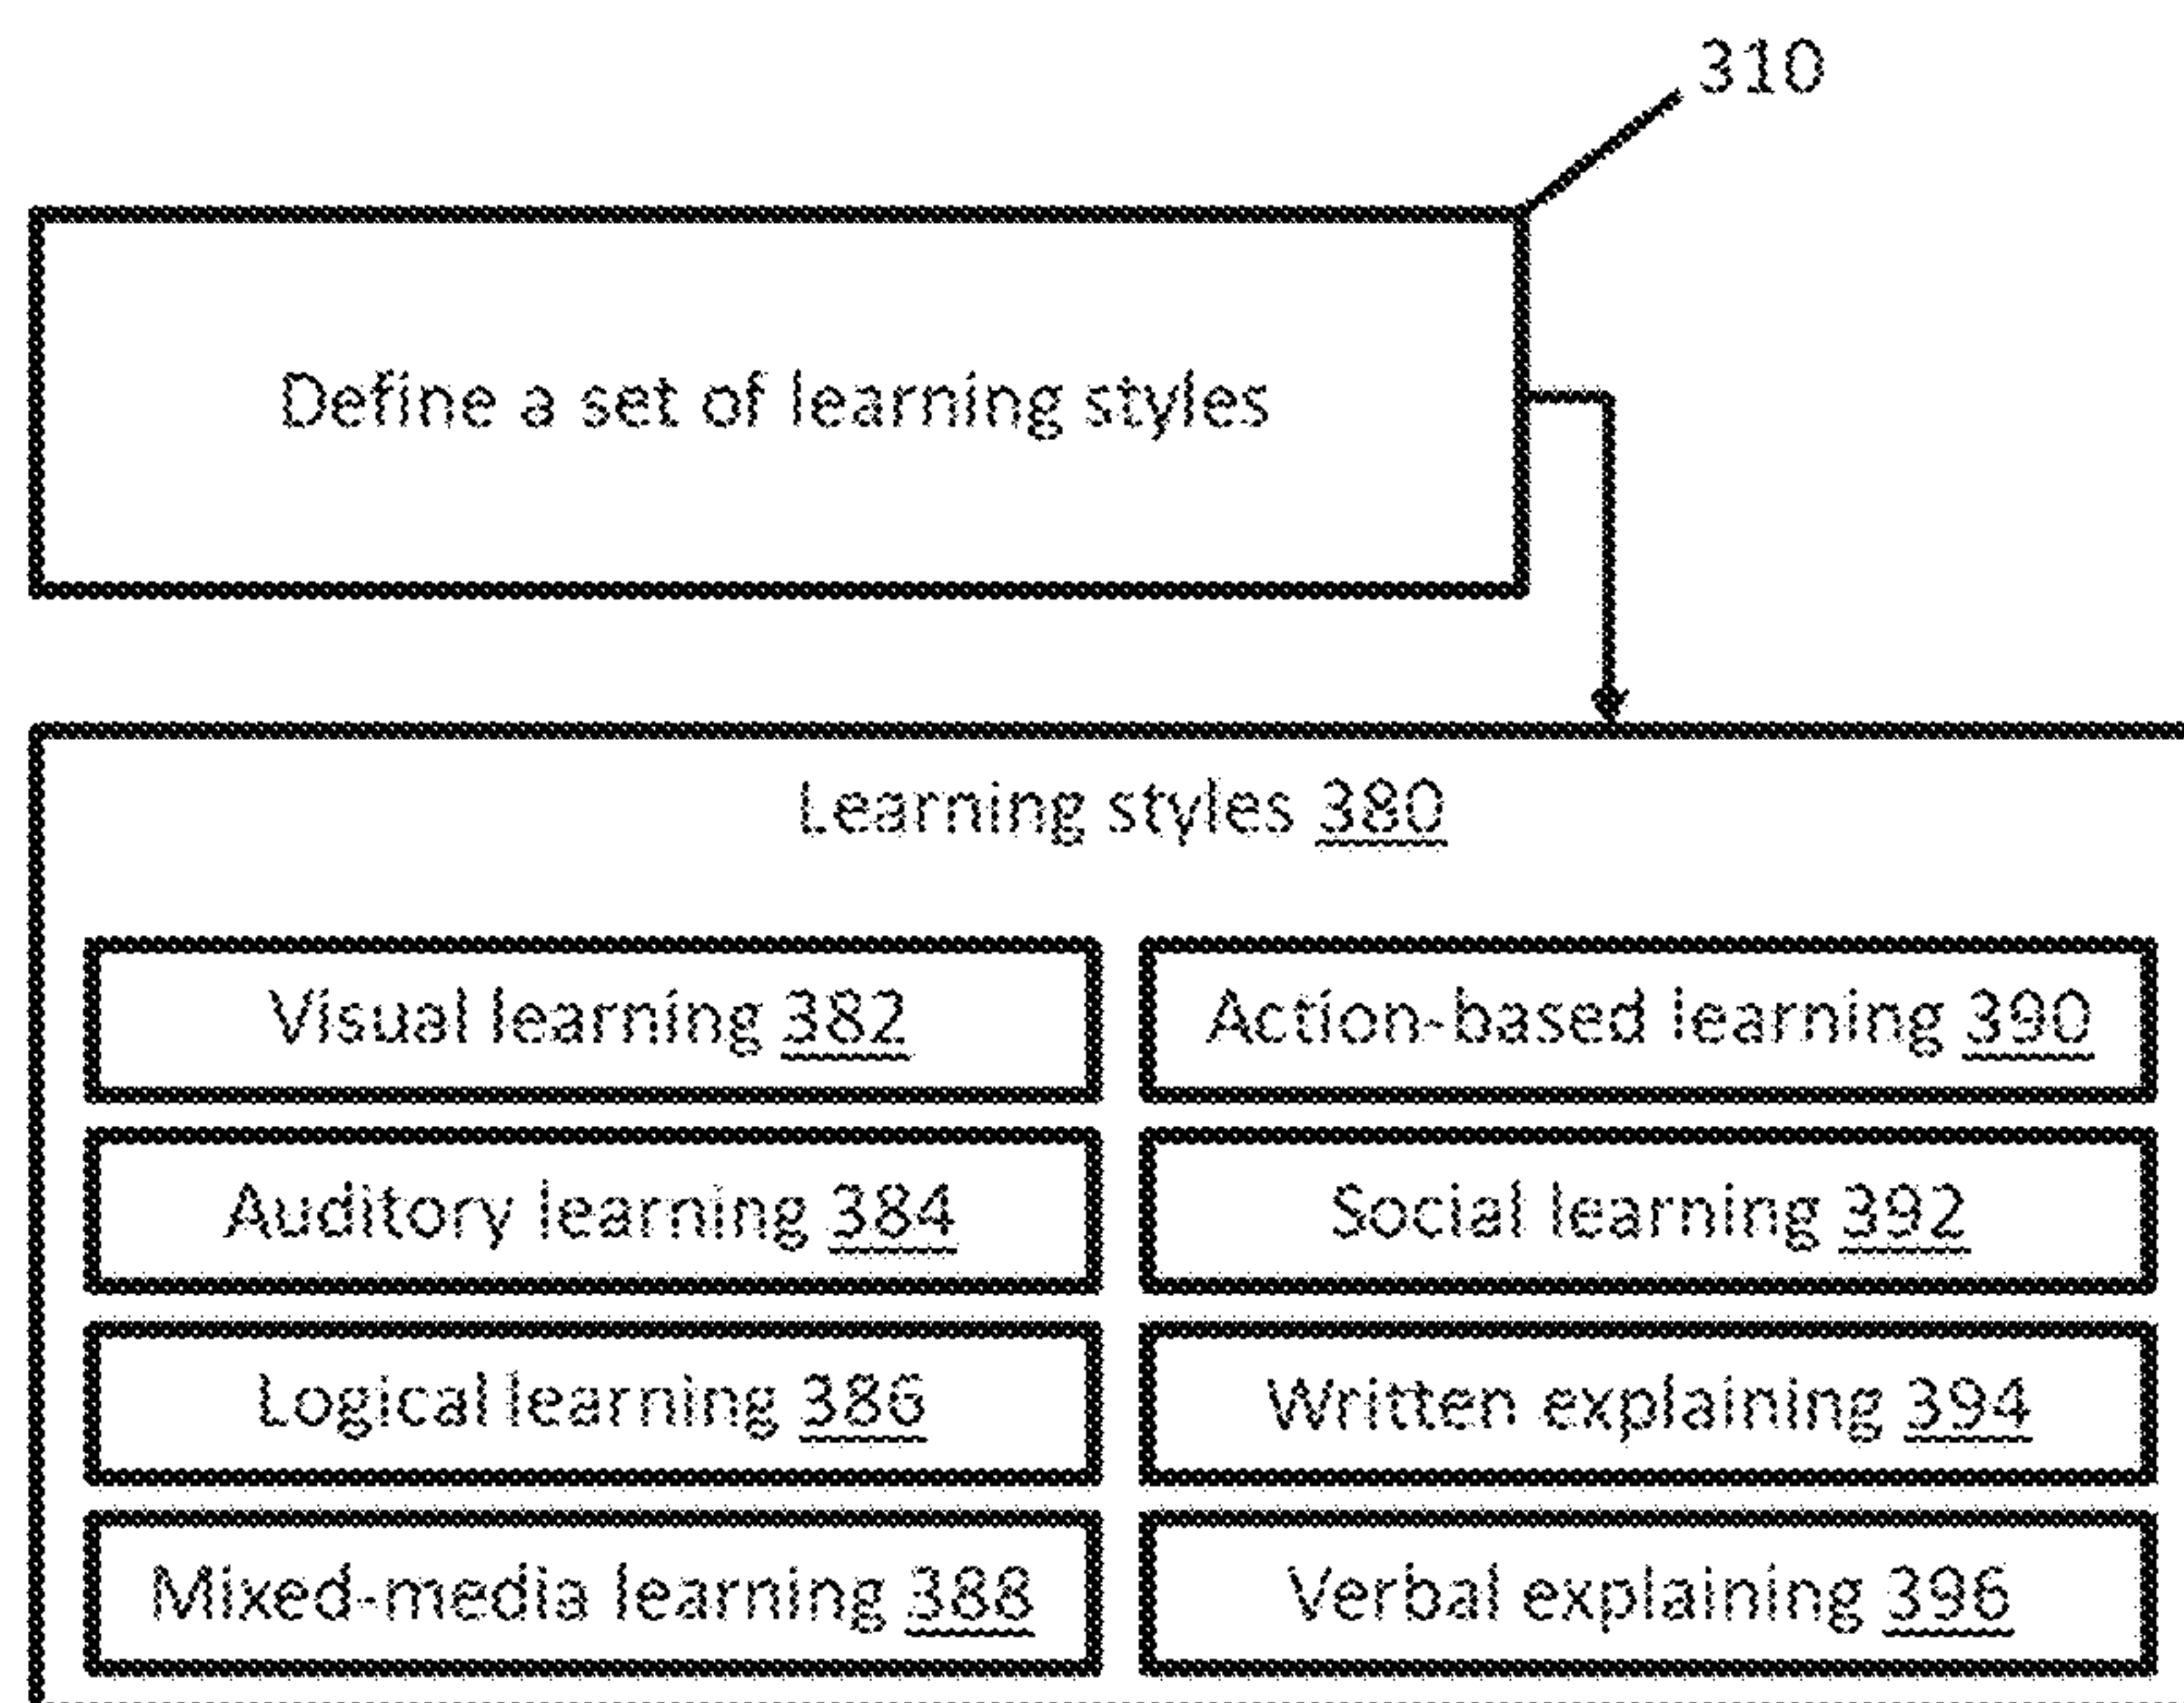 310
Define a set of learning styles
Learning styles 380
Visual learning 382
Action-based learning 390
Auditory learning 384
Social learning 392
Logical learning 386
Written explaining 394
Mixed-media learning 388
Verbal explaining 396